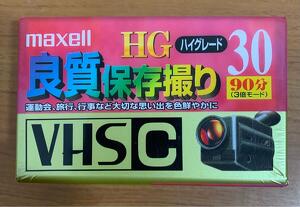 maxell
HG ハイグレード 30
良質保存撮り 90分
(3倍モード)
運動会、旅行、行事など大切な思い出を色鮮やかに
VHSC